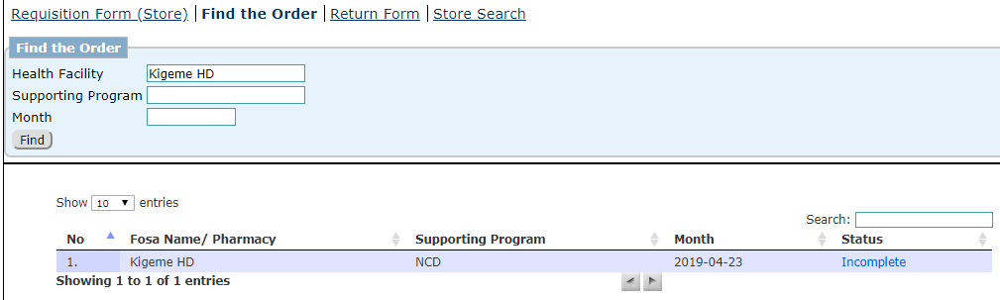 Requisition Form (Store) Find the Order Return Form Store Search
Find the Order
Health Facility Kigeme HD
Supporting Program
Month
Find
Show 10 entries
Search:
No Fosa Name/ Pharmacy Supporting Program Month Status
1. Kigeme HD NCD 2019-04-23 Incomplete
Showing 1 to 1 of 1 entries